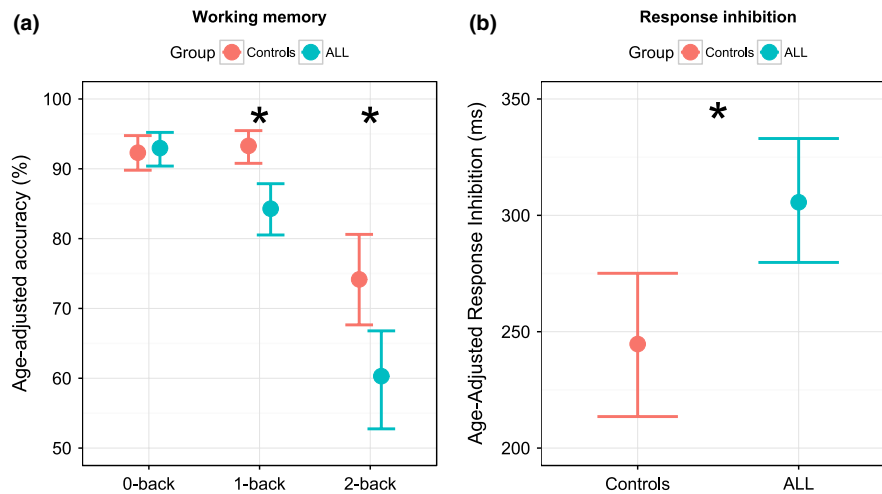 (a)
Working memory
Group Controls ALL
Age-adjusted accuracy (%)
100
90
80
70
60
50
* *
0-back 1-back 2-back
(b)
Response inhibition
Group Controls ALL
Age-Adjusted Response Inhibition (ms)
350
300
250
200
*
Controls ALL